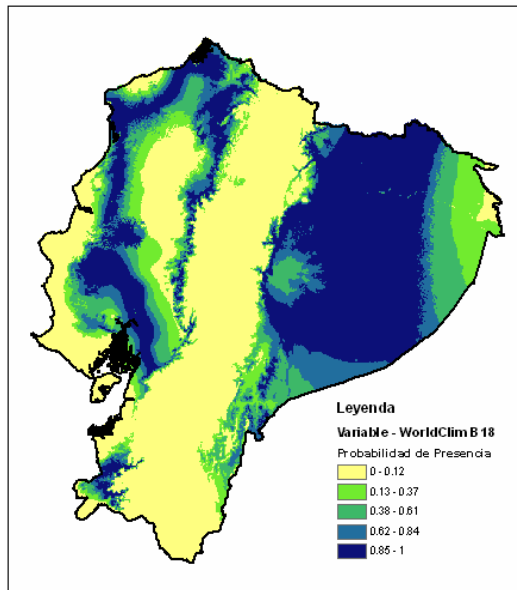 Leyenda
Variable - WorldClim B 18
Probabilidad de Presencia
0 - 0.12
0.13 - 0.37
0.38 - 0.61
0.62 - 0.84
0.85 - 1